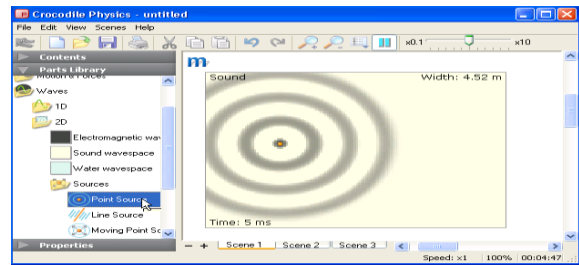 Crocodile Physics - untitled
File Edit View Scenes Help
x0.1 x10
Contents
Parts Library
Motion & Forces
Waves
1D
2D
Electromagnetic wav
Sound wavespace
Water wavespace
Sources
Point Source
Line Source
Moving Point Sc
Properties
m
Sound Width: 4.52 m
Time: 5 ms
Scene 1 Scene 2 Scene 3
Speed: x1 100% 00:04:47